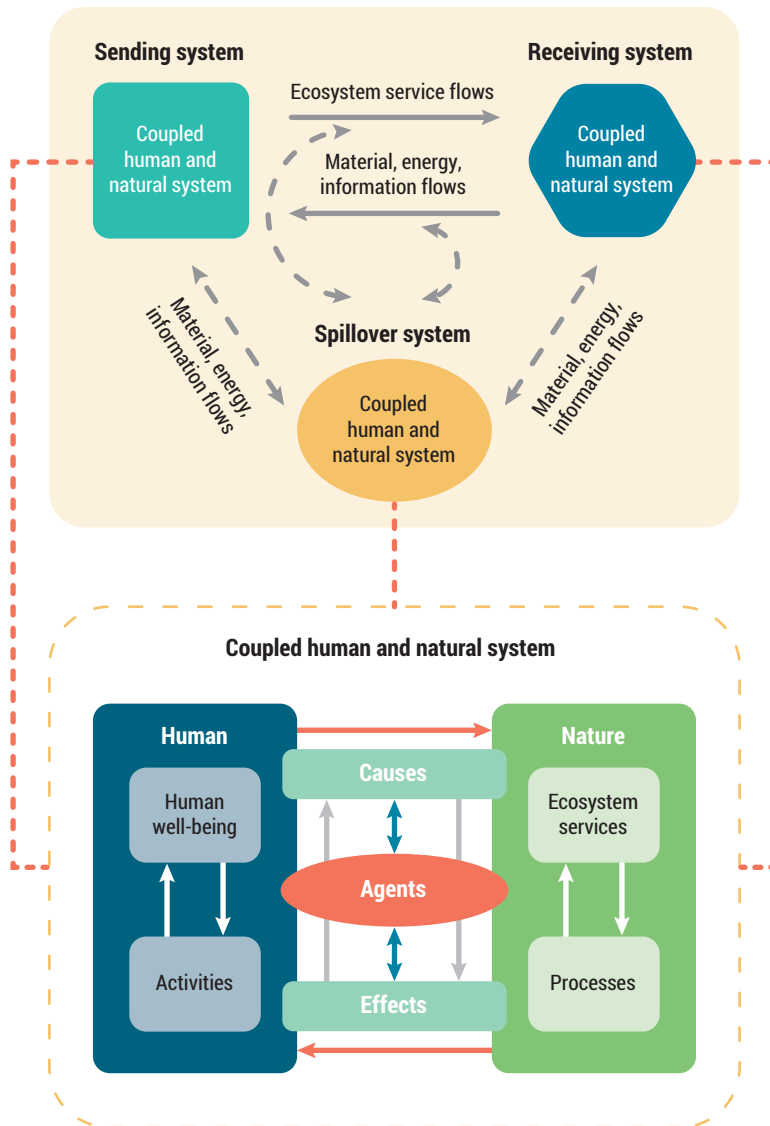 Sending system
Receiving system
Coupled
human and
natural system
Ecosystem service flows
Material, energy,
information flows
Coupled
human and
natural system
Material, energy,
information flows
Spillover system
Material, energy,
information flows
Coupled
human and
natural system
Coupled human and natural system
Human
Causes
Nature
Human
well-being
Ecosystem
services
Agents
Activities
Processes
Effects